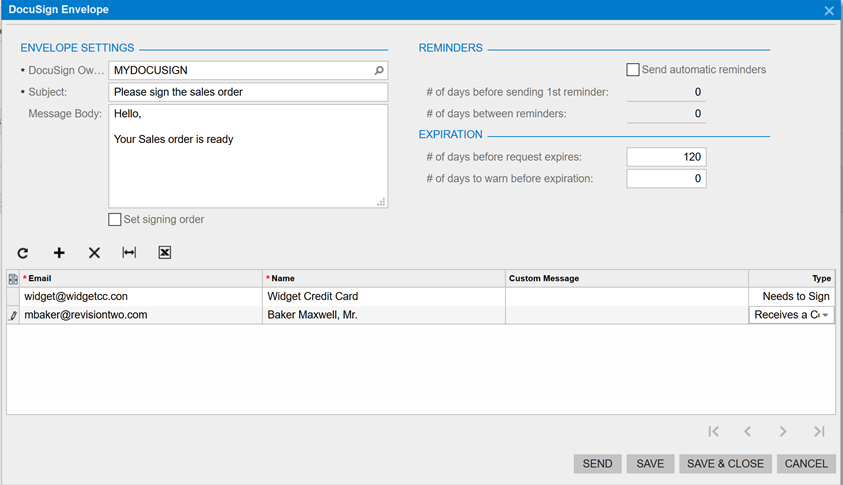 DocuSign Envelope
ENVELOPE SETTINGS
* DocuSign Ow... MYDOCUSIGN
* Subject: Please sign the sales order
Message Body: Hello,
Your Sales order is ready
Set signing order
REMINDERS
Send automatic reminders
# of days before sending 1st reminder: 0
# of days between reminders: 0
EXPIRATION
# of days before request expires: 120
# of days to warn before expiration: 0
* Email * Name Custom Message Type
widget@widgetcc.con Widget Credit Card Needs to Sign
mbaker@revisiontwo.com Baker Maxwell, Mr. Receives a C
SEND SAVE SAVE & CLOSE CANCEL